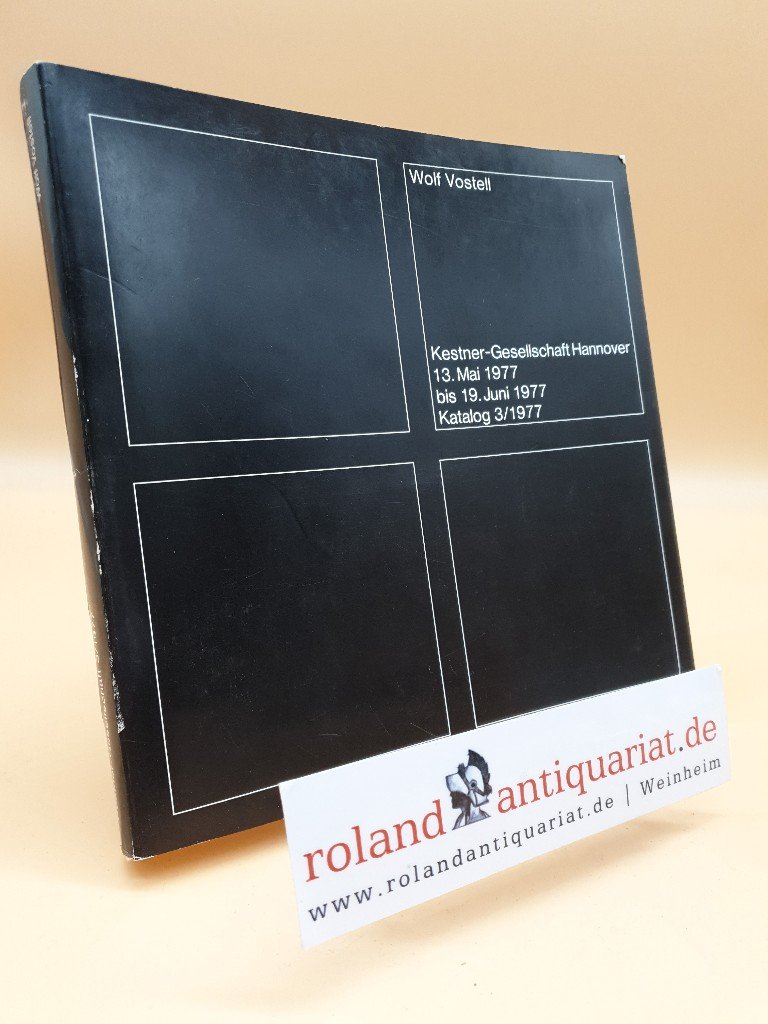 Wolf Vostell
Kestner-Gesellschaft Hannover
13. Mai 1977
bis 19. Juni 1977
Katalog 3/1977
roland antiquariat.de
www.rolandantiquariat.de | Weinheim